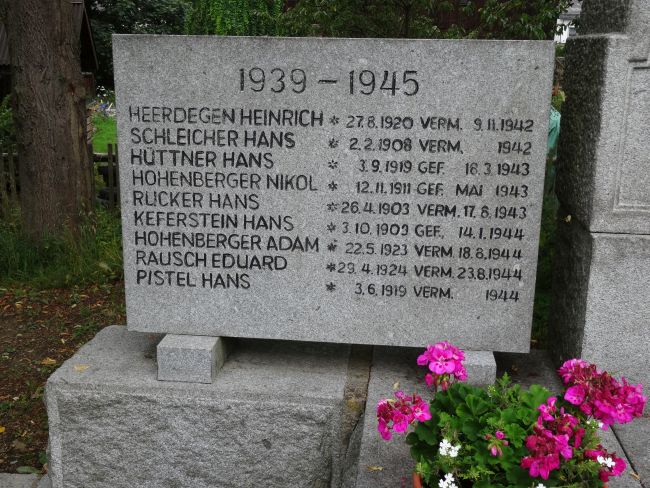 1939 – 1945
HEERDEGEN HEINRICH * 27.8.1920 VERM. 9.11.1942
SCHLEICHER HANS * 2.2.1908 VERM. 1942
HÜTTNER HANS * 3.9.1919 GEF. 16.3.1943
HOHENBERGER NIKOL * 12.11.1911 GEF. MAI 1943
RUCKER HANS * 26.4.1903 VERM. 17.8.1943
KEFERSTEIN HANS * 3.10.1909 GEF. 14.1.1944
HOHENBERGER ADAM * 22.5.1923 VERM. 18.8.1944
RAUSCH EDUARD * 29.4.1924 VERM. 23.8.1944
PISTEL HANS * 3.6.1919 VERM. 1944